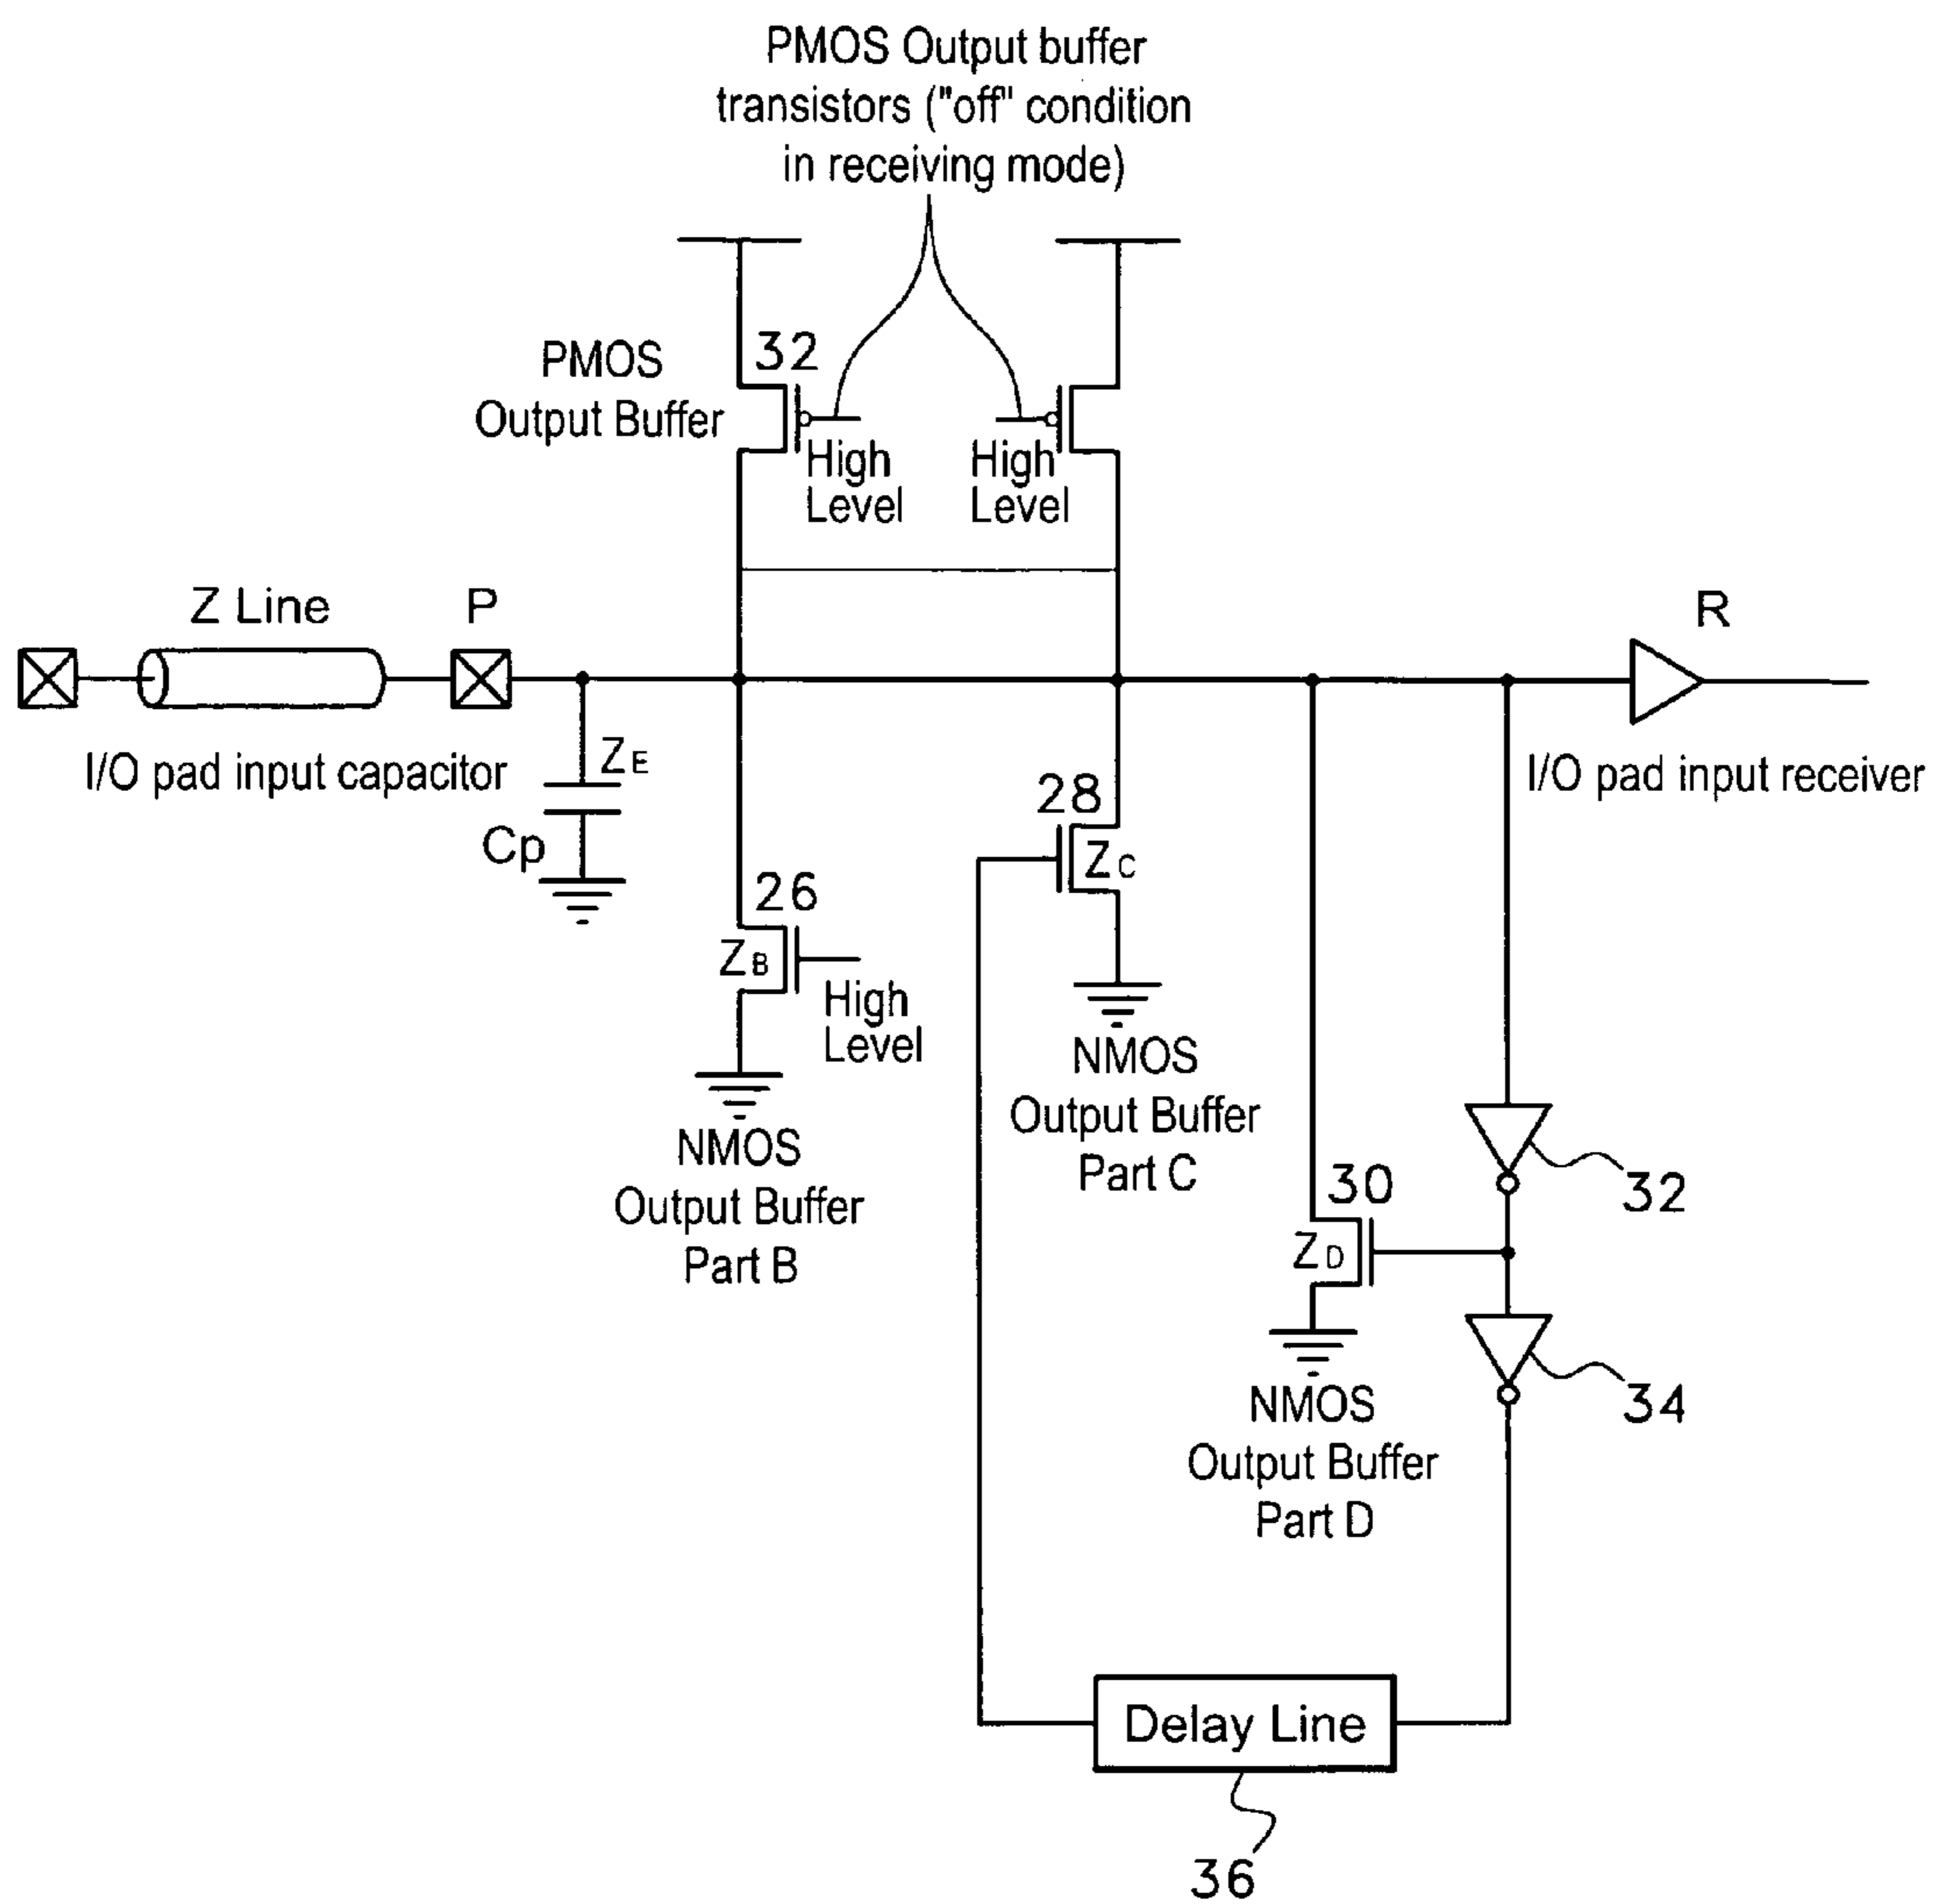 PMOS Output buffer
transistors ("off" condition
in receiving mode)
32
PMOS
Output Buffer
High
Level
High
Level
Z Line
P
R
I/O pad input capacitor
ZE
Cp
I/O pad input receiver
28
ZC
26
ZB
High
Level
NMOS
Output Buffer
Part C
NMOS
Output Buffer
Part B
30
ZD
32
34
NMOS
Output Buffer
Part D
Delay Line
36